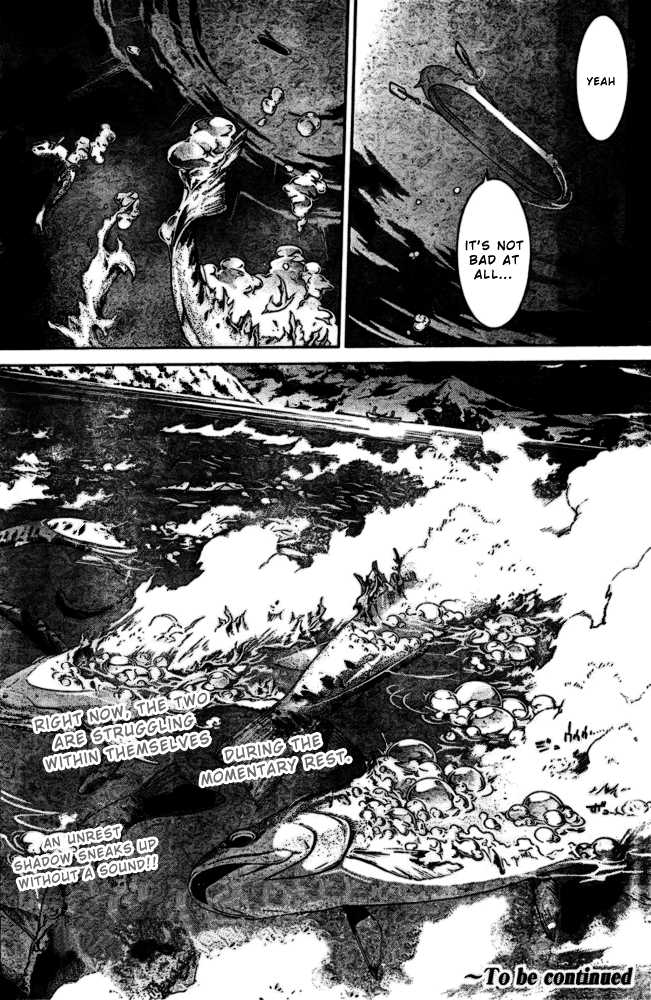 YEAH
IT'S NOT
BAD AT
ALL...
RIGHT NOW, THE TWO
ARE STRUGGLING
WITHIN THEMSELVES
DURING THE
MOMENTARY REST.
AN UNREST
SHADOW SNEAKS UP
WITHOUT A SOUND!!
~To be continued